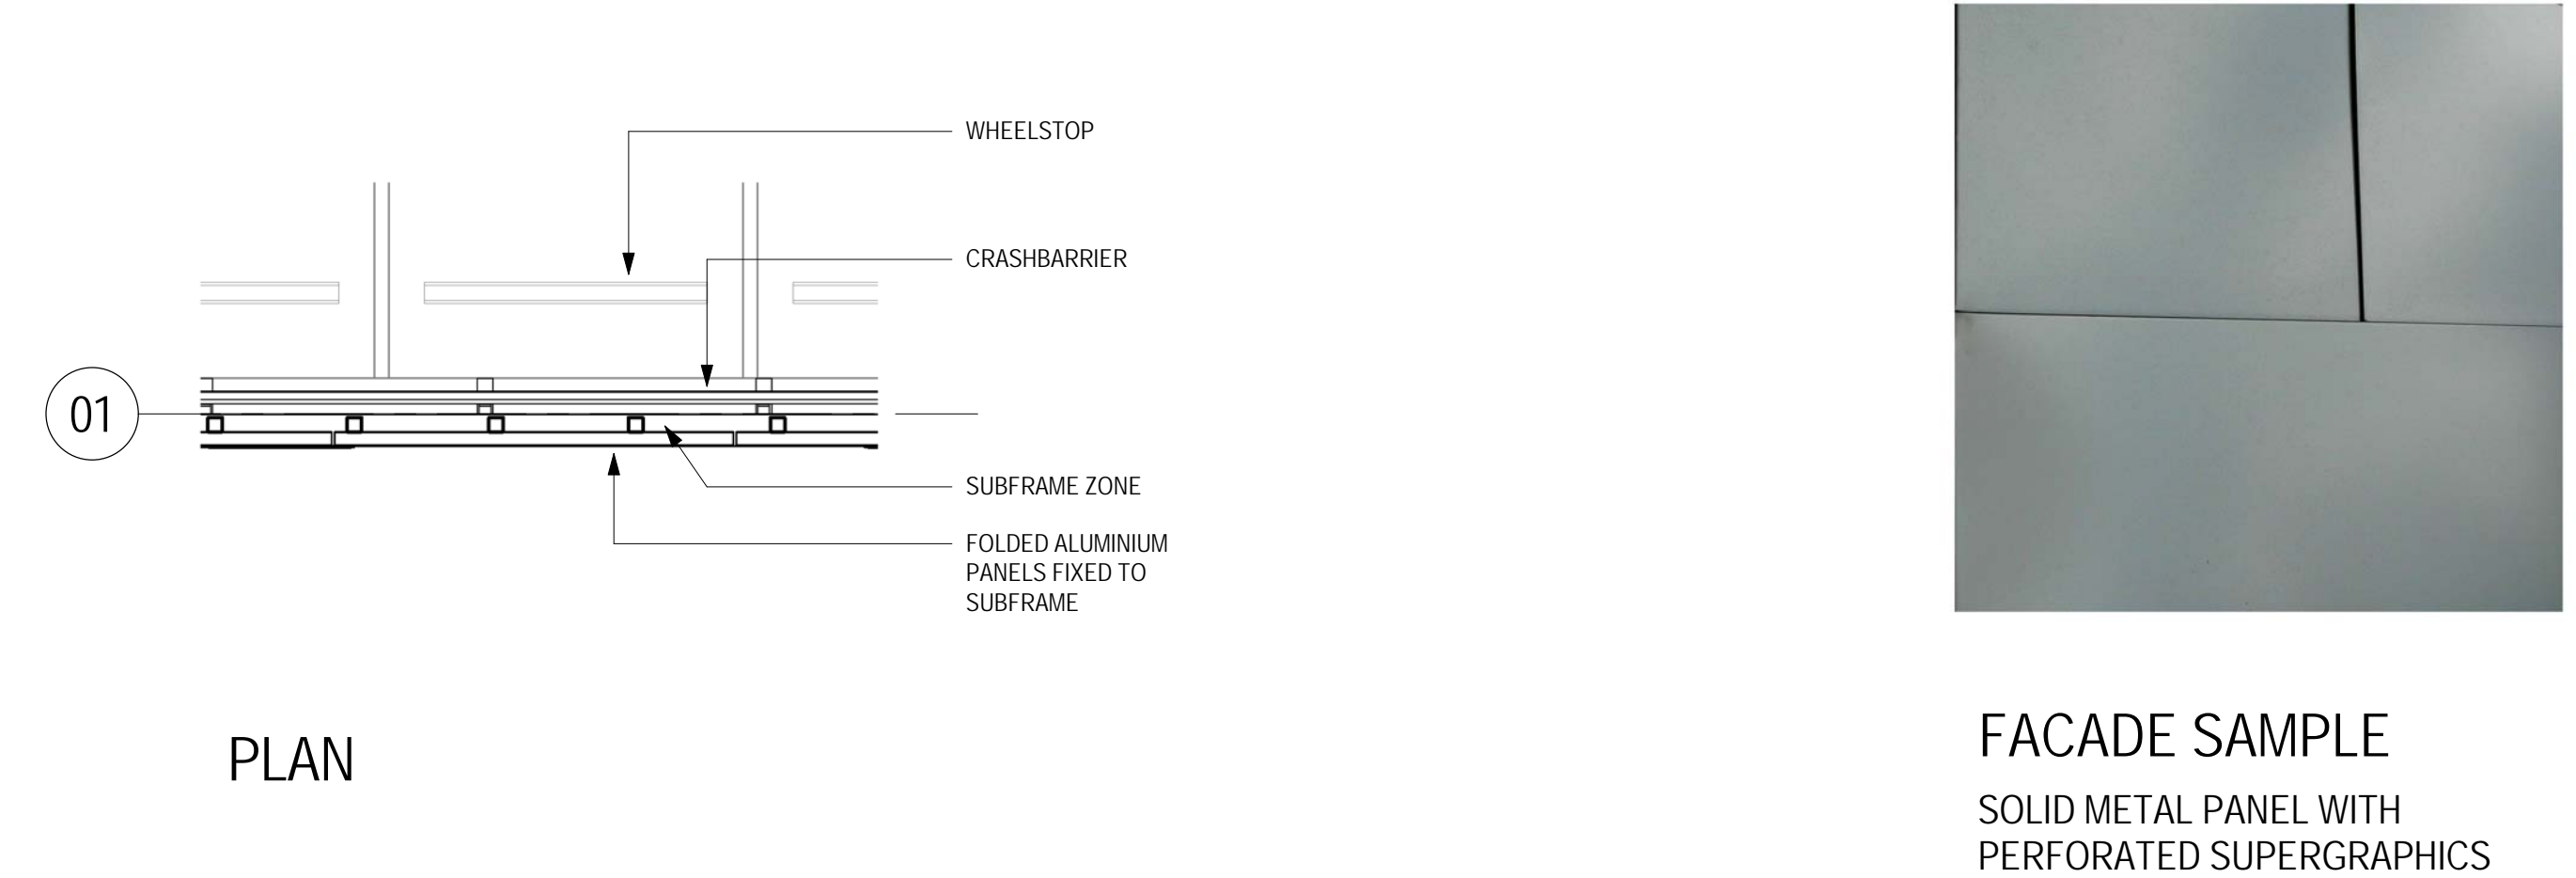 WHEELSTOP
CRASHBARRIER
01
SUBFRAME ZONE
FOLDED ALUMINIUM
PANELS FIXED TO
SUBFRAME
PLAN
FACADE SAMPLE
SOLID METAL PANEL WITH
PERFORATED SUPERGRAPHICS